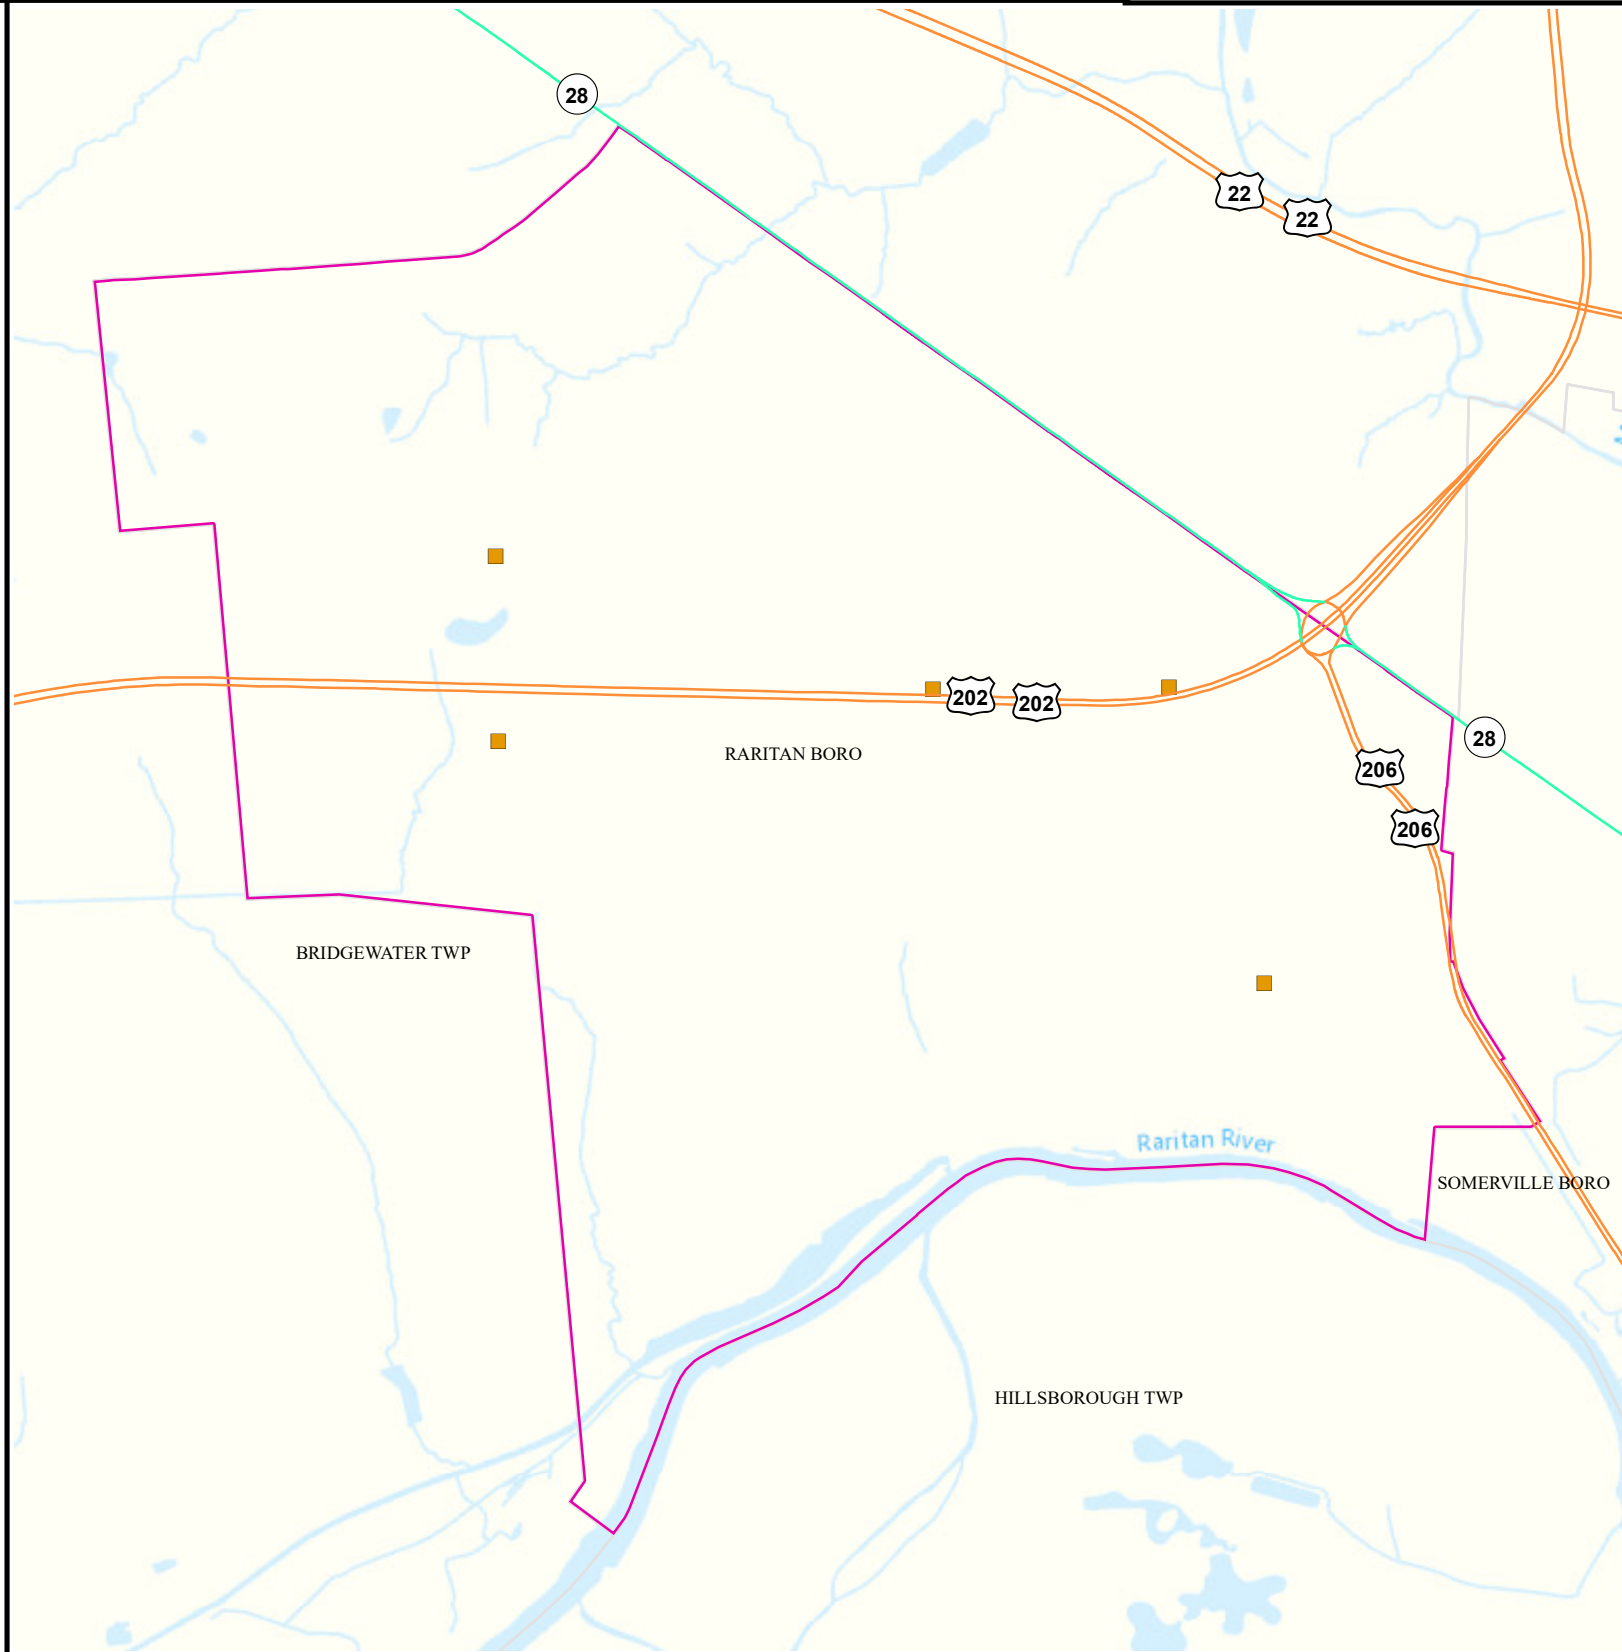 28
22
22
202
202
28
RARITAN BORO
206
206
BRIDGEWATER TWP
Raritan River
SOMERVILLE BORO
HILLSBOROUGH TWP